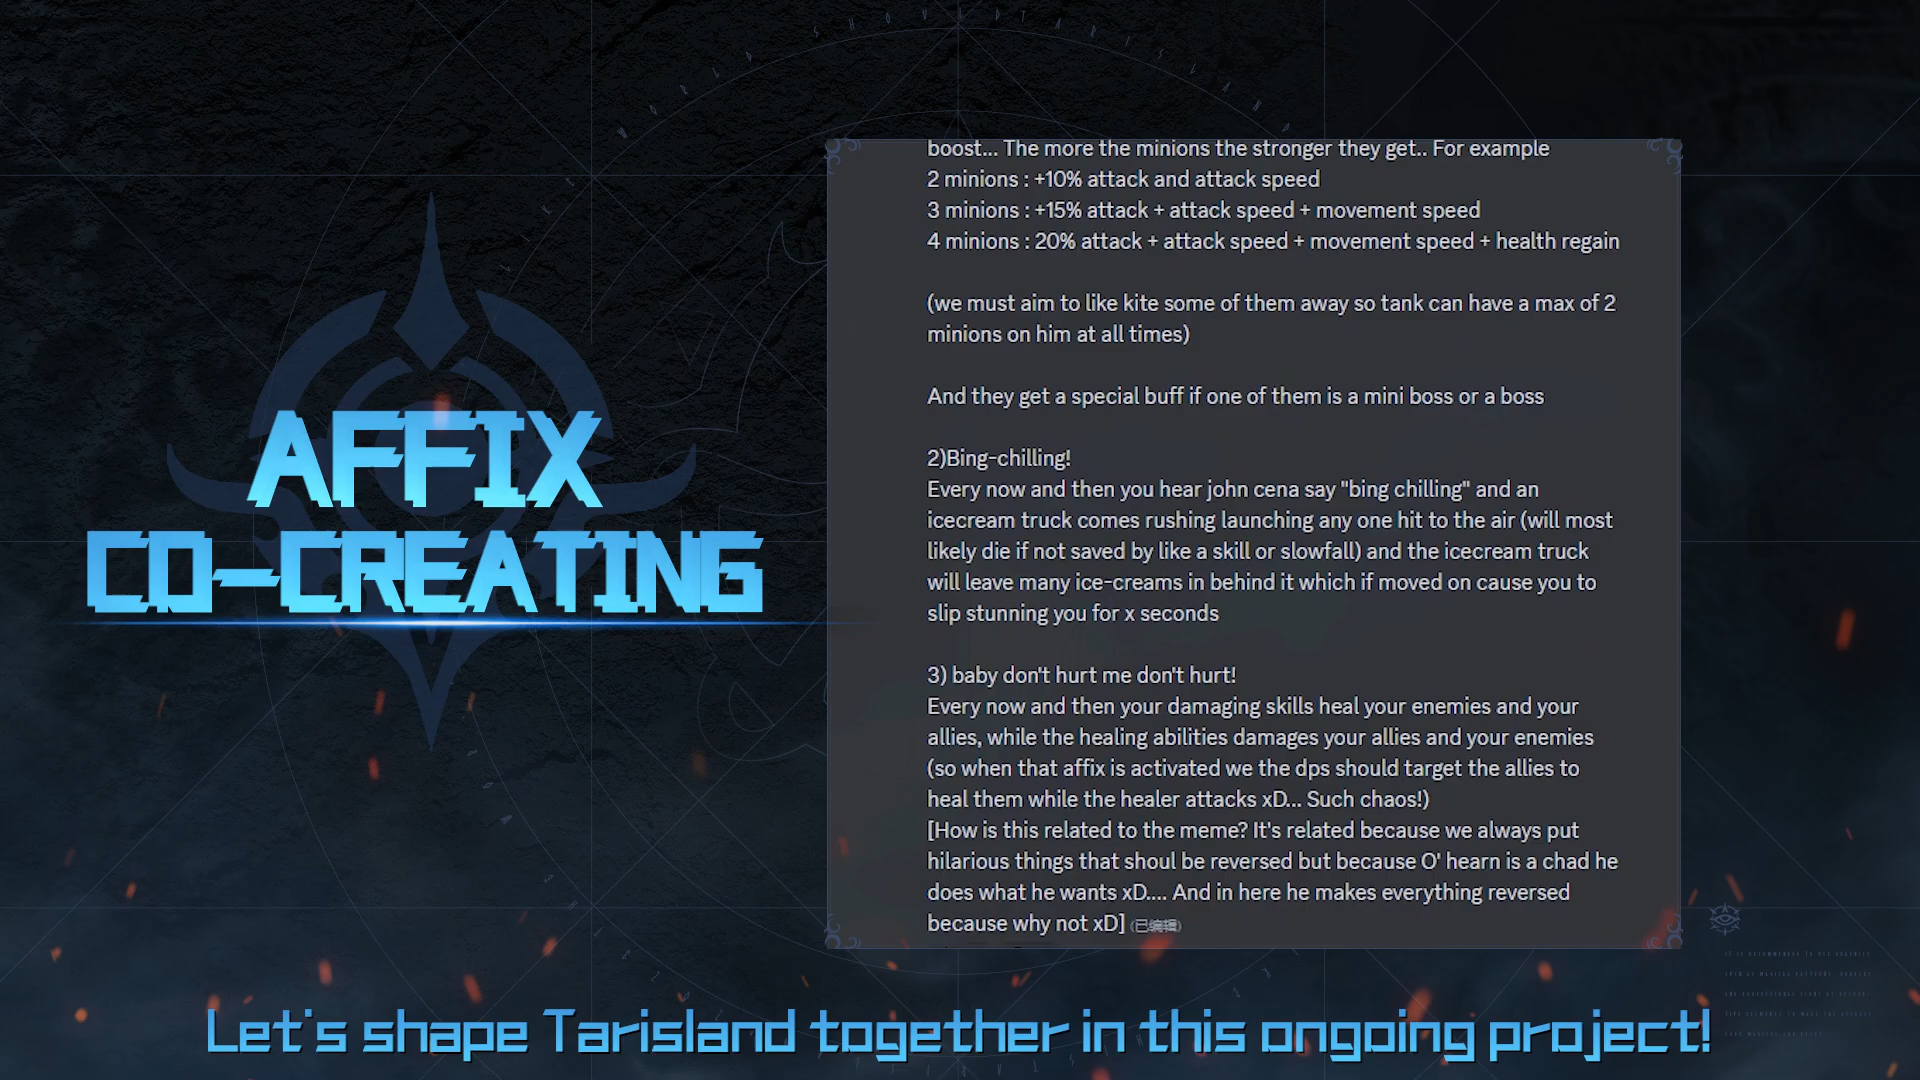 AFFIX
CO-CREATING
boost... The more the minions the stronger they get.. For example
2 minions : +10% attack and attack speed
3 minions : +15% attack + attack speed + movement speed
4 minions : 20% attack + attack speed + movement speed + health regain
(we must aim to like kite some of them away so tank can have a max of 2
minions on him at all times)
And they get a special buff if one of them is a mini boss or a boss
2)Bing-chilling!
Every now and then you hear john cena say "bing chilling" and an
icecream truck comes rushing launching any one hit to the air (will most
likely die if not saved by like a skill or slowfall) and the icecream truck
will leave many ice-creams in behind it which if moved on cause you to
slip stunning you for x seconds
3) baby don't hurt me don't hurt!
Every now and then your damaging skills heal your enemies and your
allies, while the healing abilities damages your allies and your enemies
(so when that affix is activated we the dps should target the allies to
heal them while the healer attacks xD... Such chaos!)
[How is this related to the meme? It's related because we always put
hilarious things that shoul be reversed but because O' hearn is a chad he
does what he wants xD.... And in here he makes everything reversed
because why not xD] (已编辑)
Let's shape Tarisland together in this ongoing project!